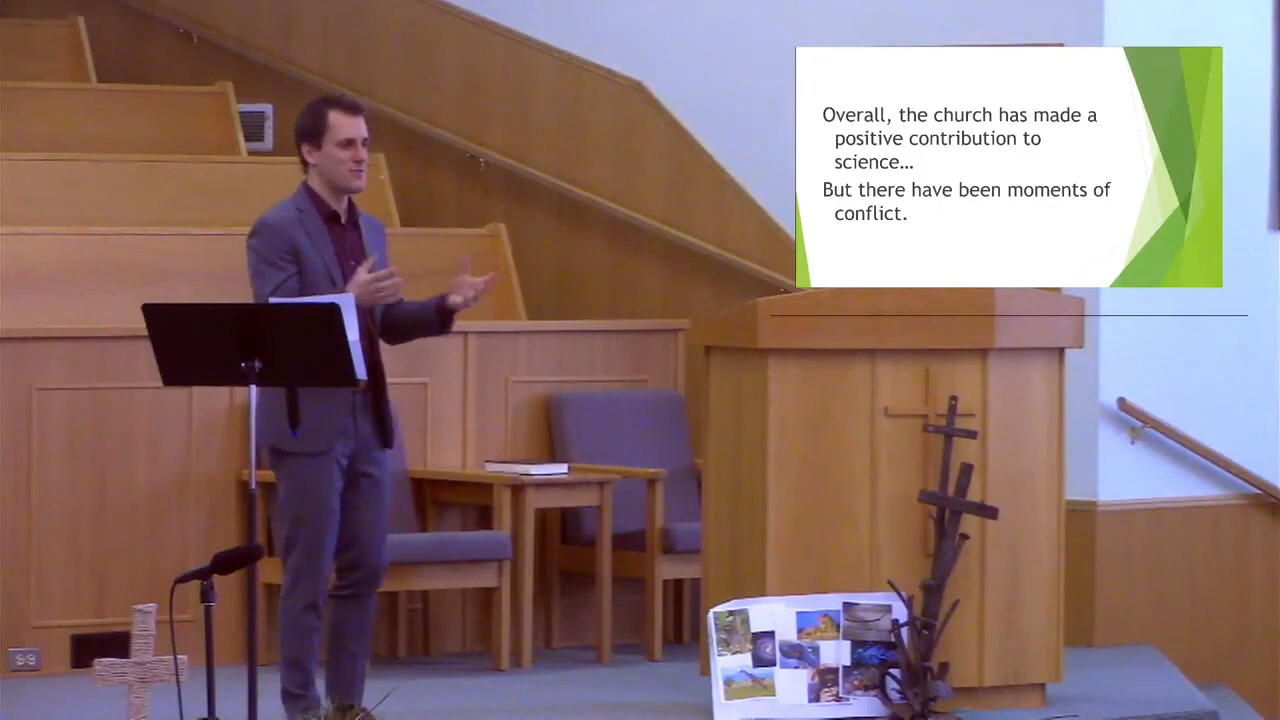 Overall, the church has made a
positive contribution to
science…
But there have been moments of
conflict.